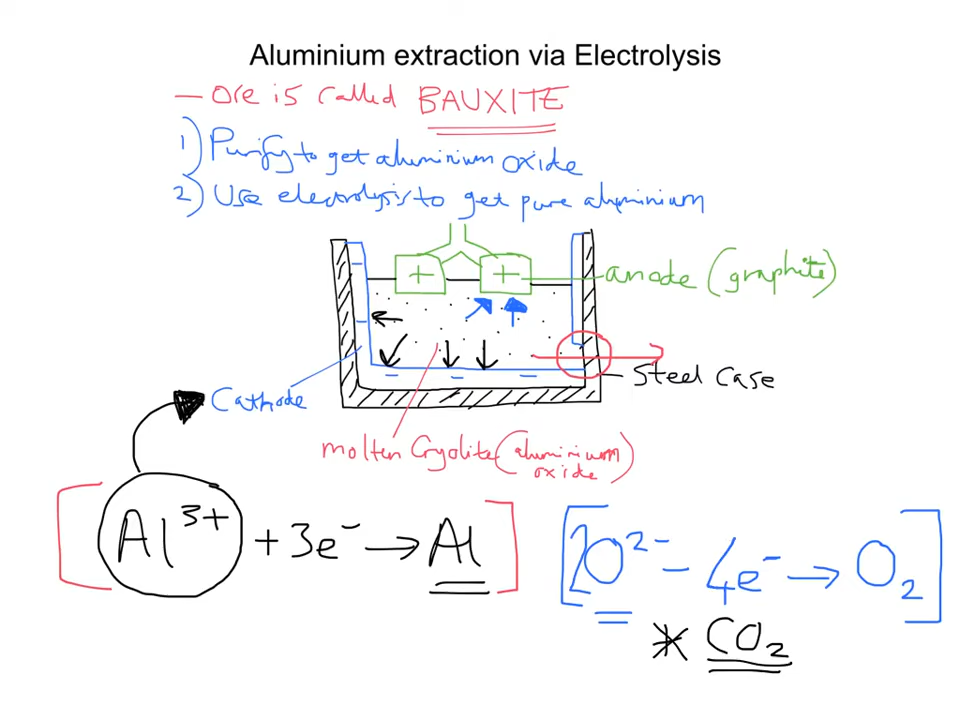 Aluminium extraction via Electrolysis
— Ore is called BAUXITE
1) Purify to get aluminium oxide
2) Use electrolysis to get pure aluminium
+ +
anode (graphite)
Steel case
Cathode
molten Cryolite (aluminium oxide)
[Al³⁺ + 3e⁻ → Al]
[2O²⁻ – 4e⁻ → O₂]
* CO₂